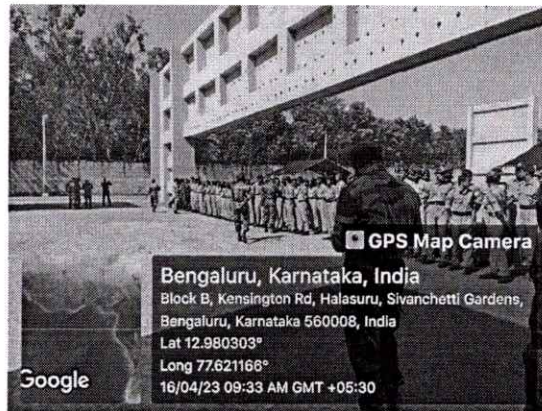 GPS Map Camera
Bengaluru, Karnataka, India
Block B, Kensington Rd, Halasuru, Sivanchetti Gardens,
Bengaluru, Karnataka 560008, India
Lat 12.980303°
Long 77.621166°
16/04/23 09:33 AM GMT +05:30
Google